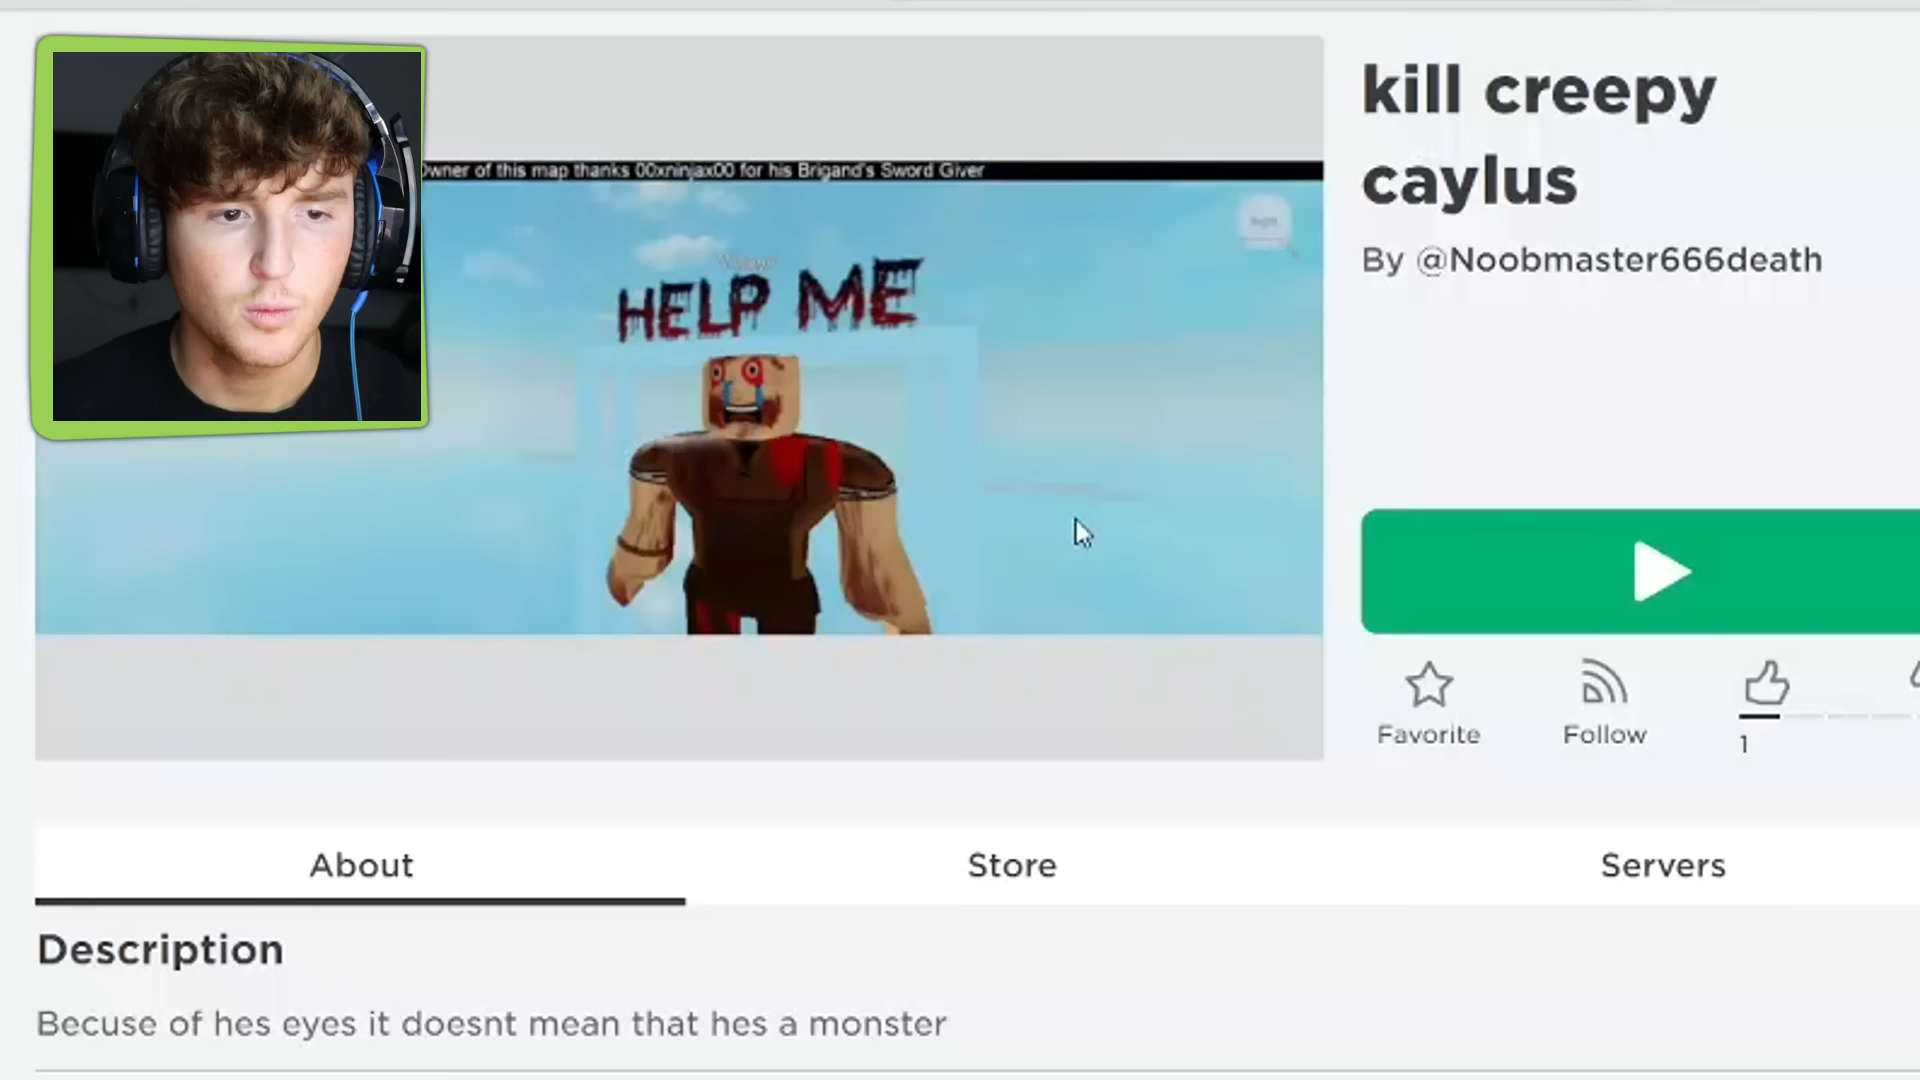 kill creepy
caylus
By @Noobmaster666death
Owner of this map thanks 00xninjax00 for his Brigand's Sword Giver
HELP ME
Favorite
Follow
1
About
Store
Servers
Description
Becuse of hes eyes it doesnt mean that hes a monster